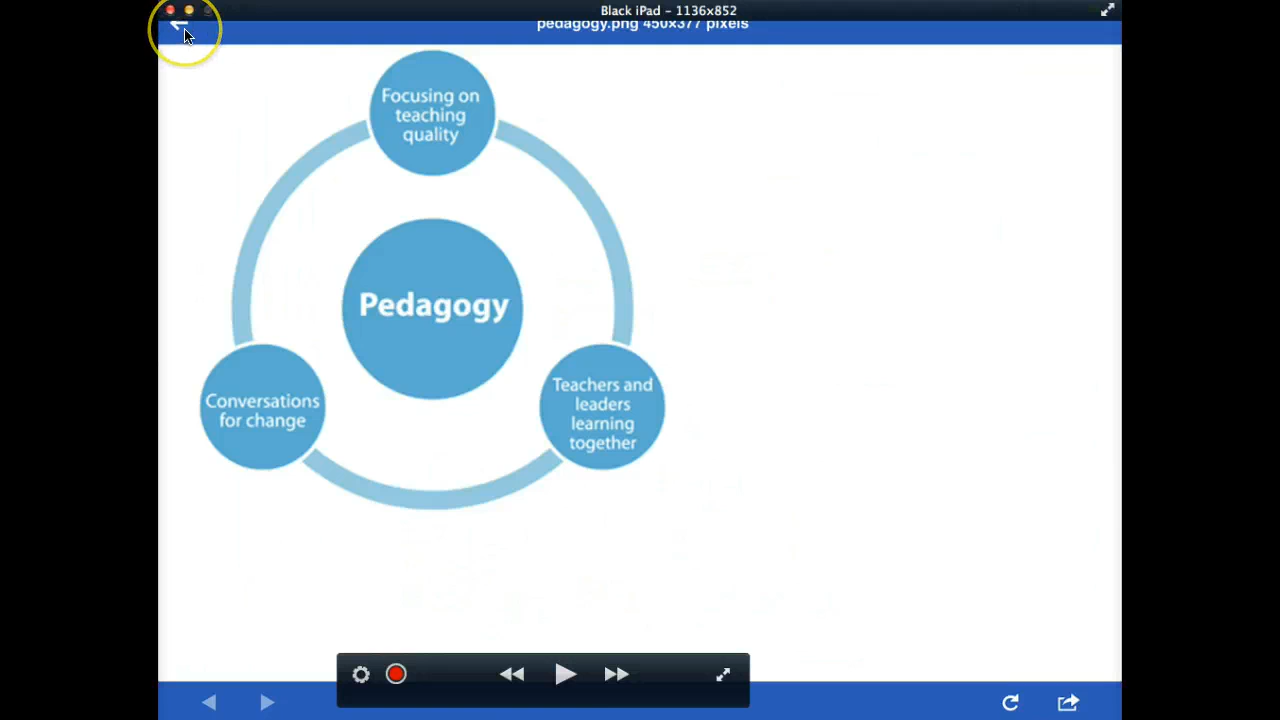 Black iPad - 1136x852
pedagogy.png 450x377 pixels
Focusing on
teaching
quality
Pedagogy
Conversations
for change
Teachers and
leaders
learning
together